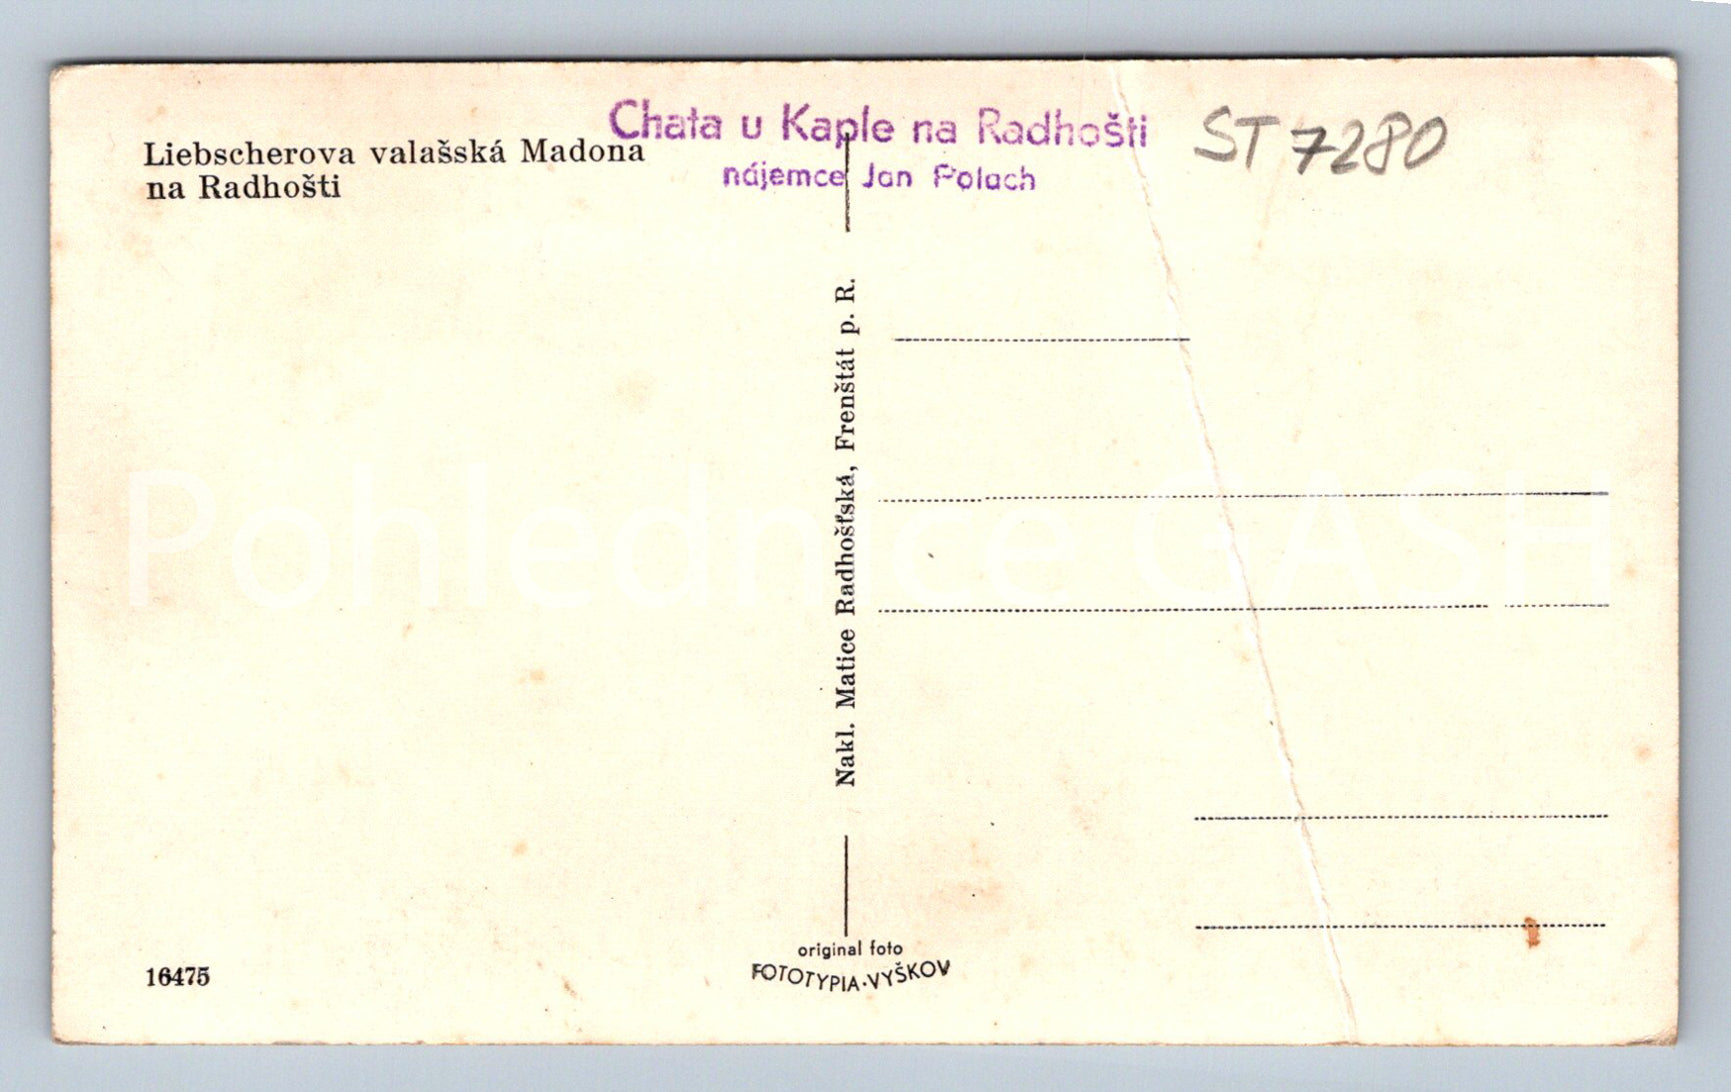 Chata u Kaple na Radhošti
nájemce Jan Polach
ST 7280
Liebscherova valašská Madona
na Radhošti
Nakl. Matice Radhošťská, Frenštát p. R.
Pohlednice GASH
16475
original foto
FOTOTYPIA·VYŠKOV